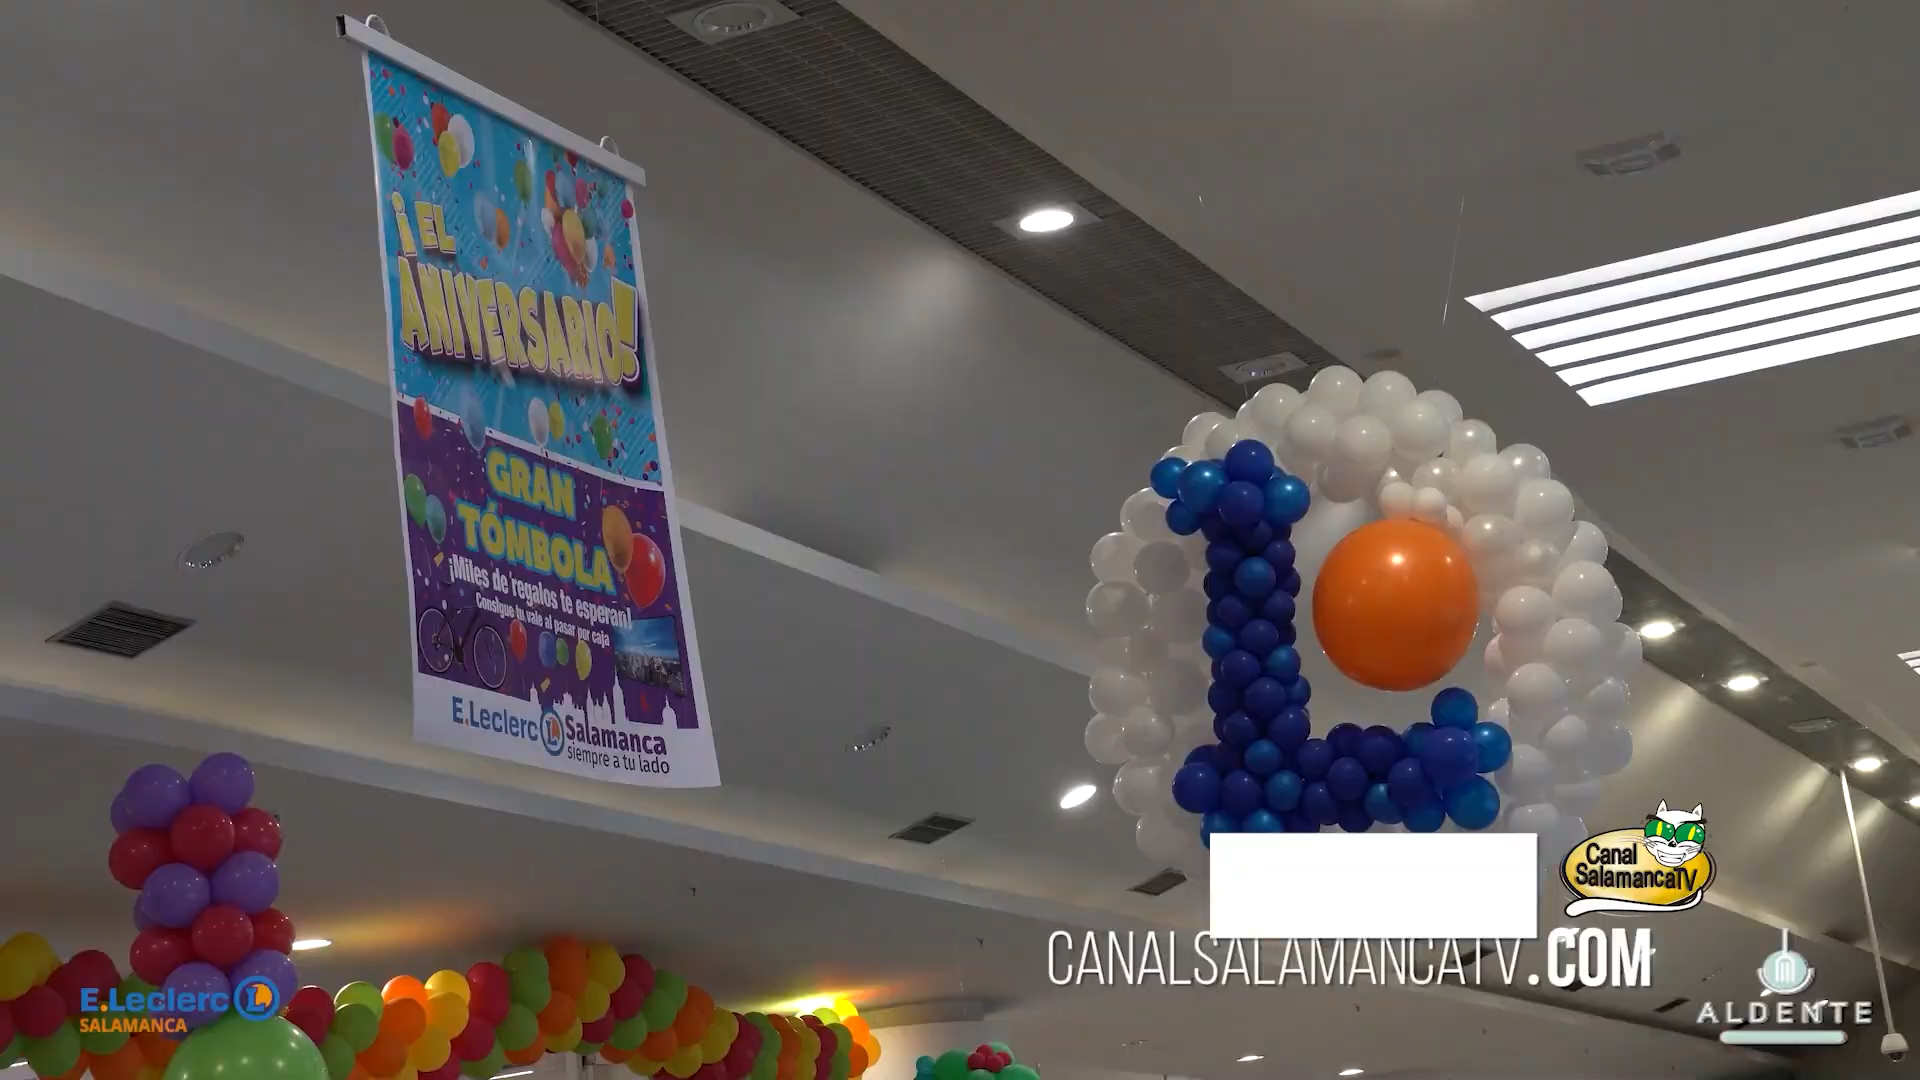 ¡EL
ANIVERSARIO!
GRAN
TÓMBOLA
¡Miles de regalos te esperan!
Consigue tu vale al pasar por caja
E.Leclerc L Salamanca
siempre a tu lado
Canal
SalamancaTV
CANALSALAMANCATV.COM
E.Leclerc L
SALAMANCA
ALDENTE